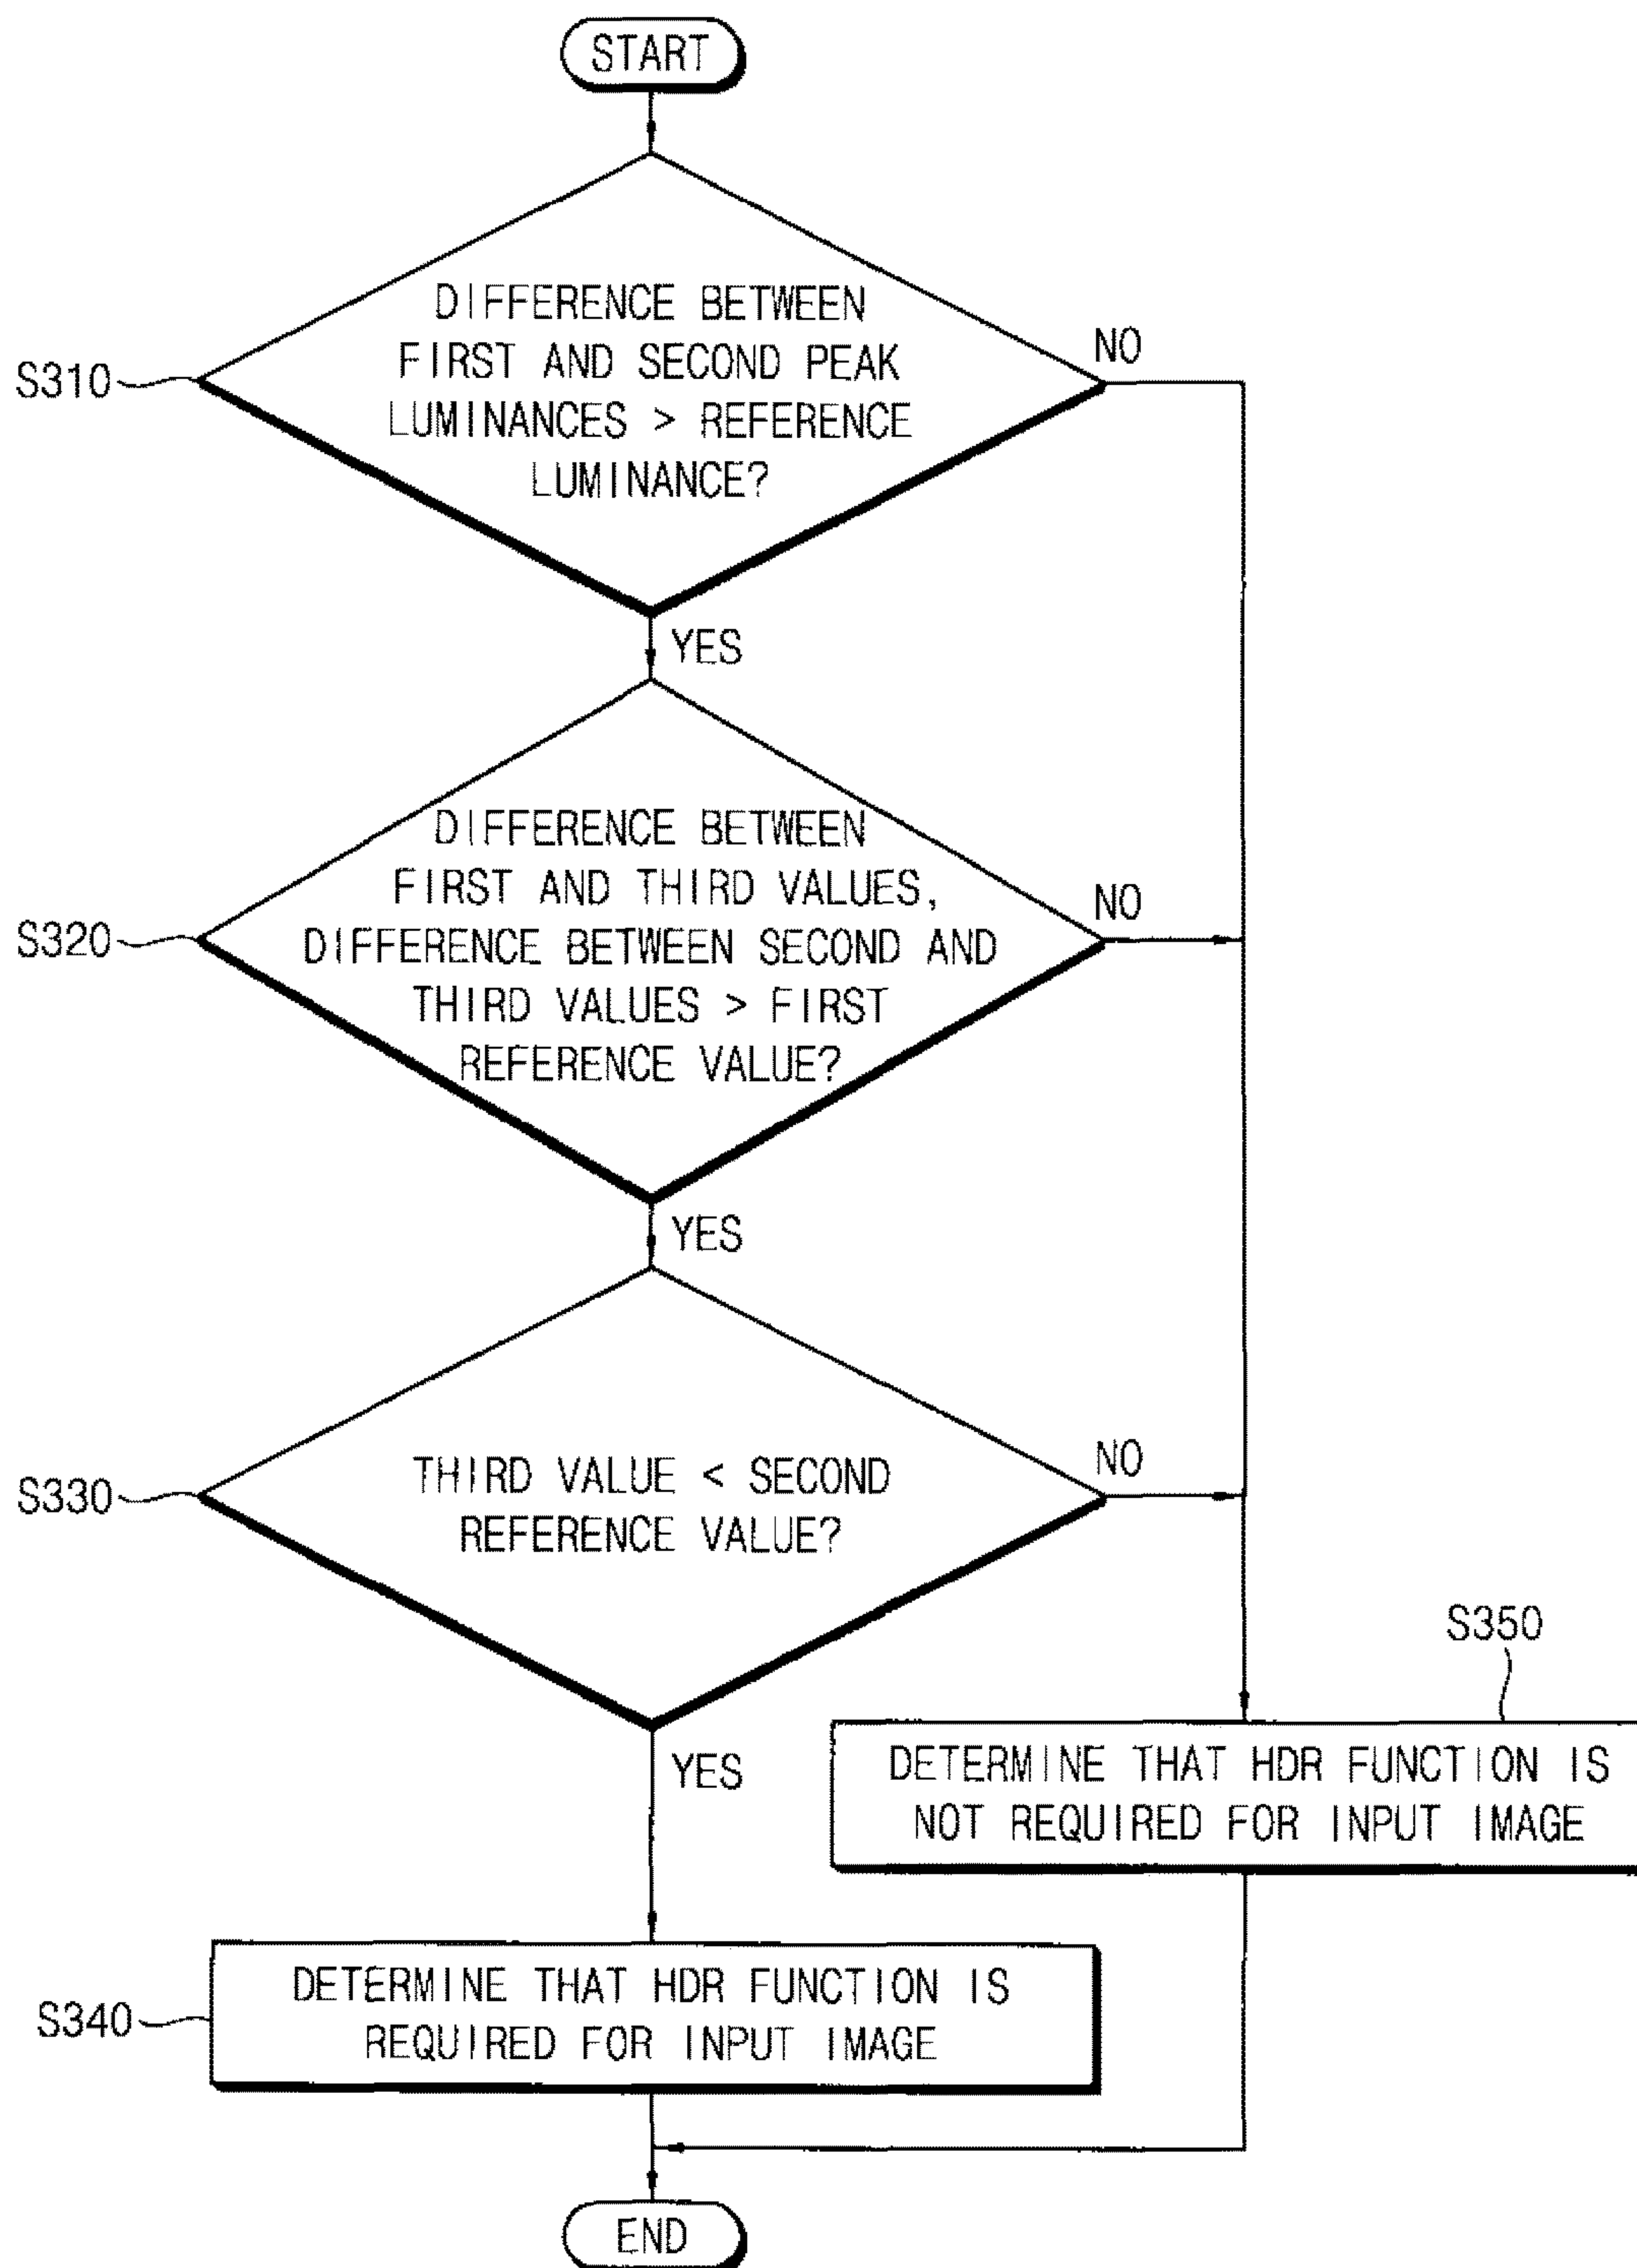 START
DIFFERENCE BETWEEN
FIRST AND SECOND PEAK
LUMINANCES > REFERENCE
LUMINANCE?
S310
NO
YES
DIFFERENCE BETWEEN
FIRST AND THIRD VALUES,
DIFFERENCE BETWEEN SECOND AND
THIRD VALUES > FIRST
REFERENCE VALUE?
S320
NO
YES
THIRD VALUE < SECOND
REFERENCE VALUE?
S330
NO
YES
S350
DETERMINE THAT HDR FUNCTION IS
NOT REQUIRED FOR INPUT IMAGE
DETERMINE THAT HDR FUNCTION IS
REQUIRED FOR INPUT IMAGE
S340
END